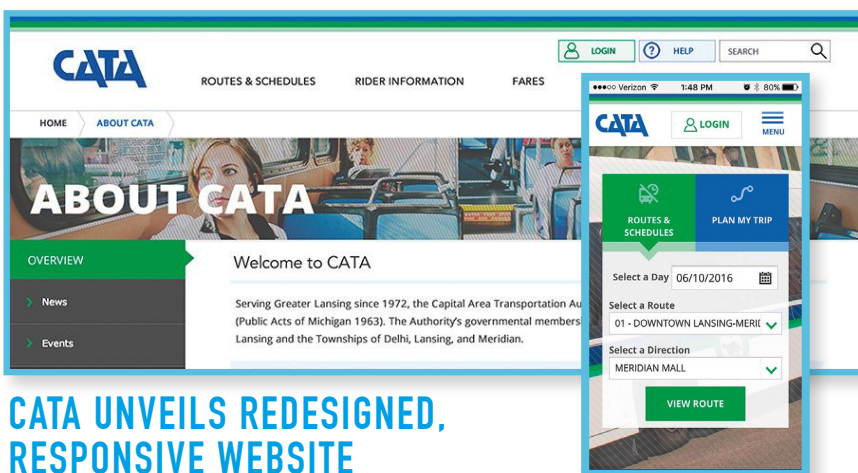 CATA
LOGIN
HELP
SEARCH
ROUTES & SCHEDULES
RIDER INFORMATION
FARES
HOME
ABOUT CATA
ABOUT CATA
OVERVIEW
News
Events
Welcome to CATA
Serving Greater Lansing since 1972, the Capital Area Transportation Au
(Public Acts of Michigan 1963). The Authority's governmental members
Lansing and the Townships of Delhi, Lansing, and Meridian.
Verizon 1:48 PM 80%
CATA
LOGIN
MENU
ROUTES &
SCHEDULES
PLAN MY TRIP
Select a Day 06/10/2016
Select a Route
01 - DOWNTOWN LANSING-MERI
Select a Direction
MERIDIAN MALL
VIEW ROUTE
CATA UNVEILS REDESIGNED,
RESPONSIVE WEBSITE